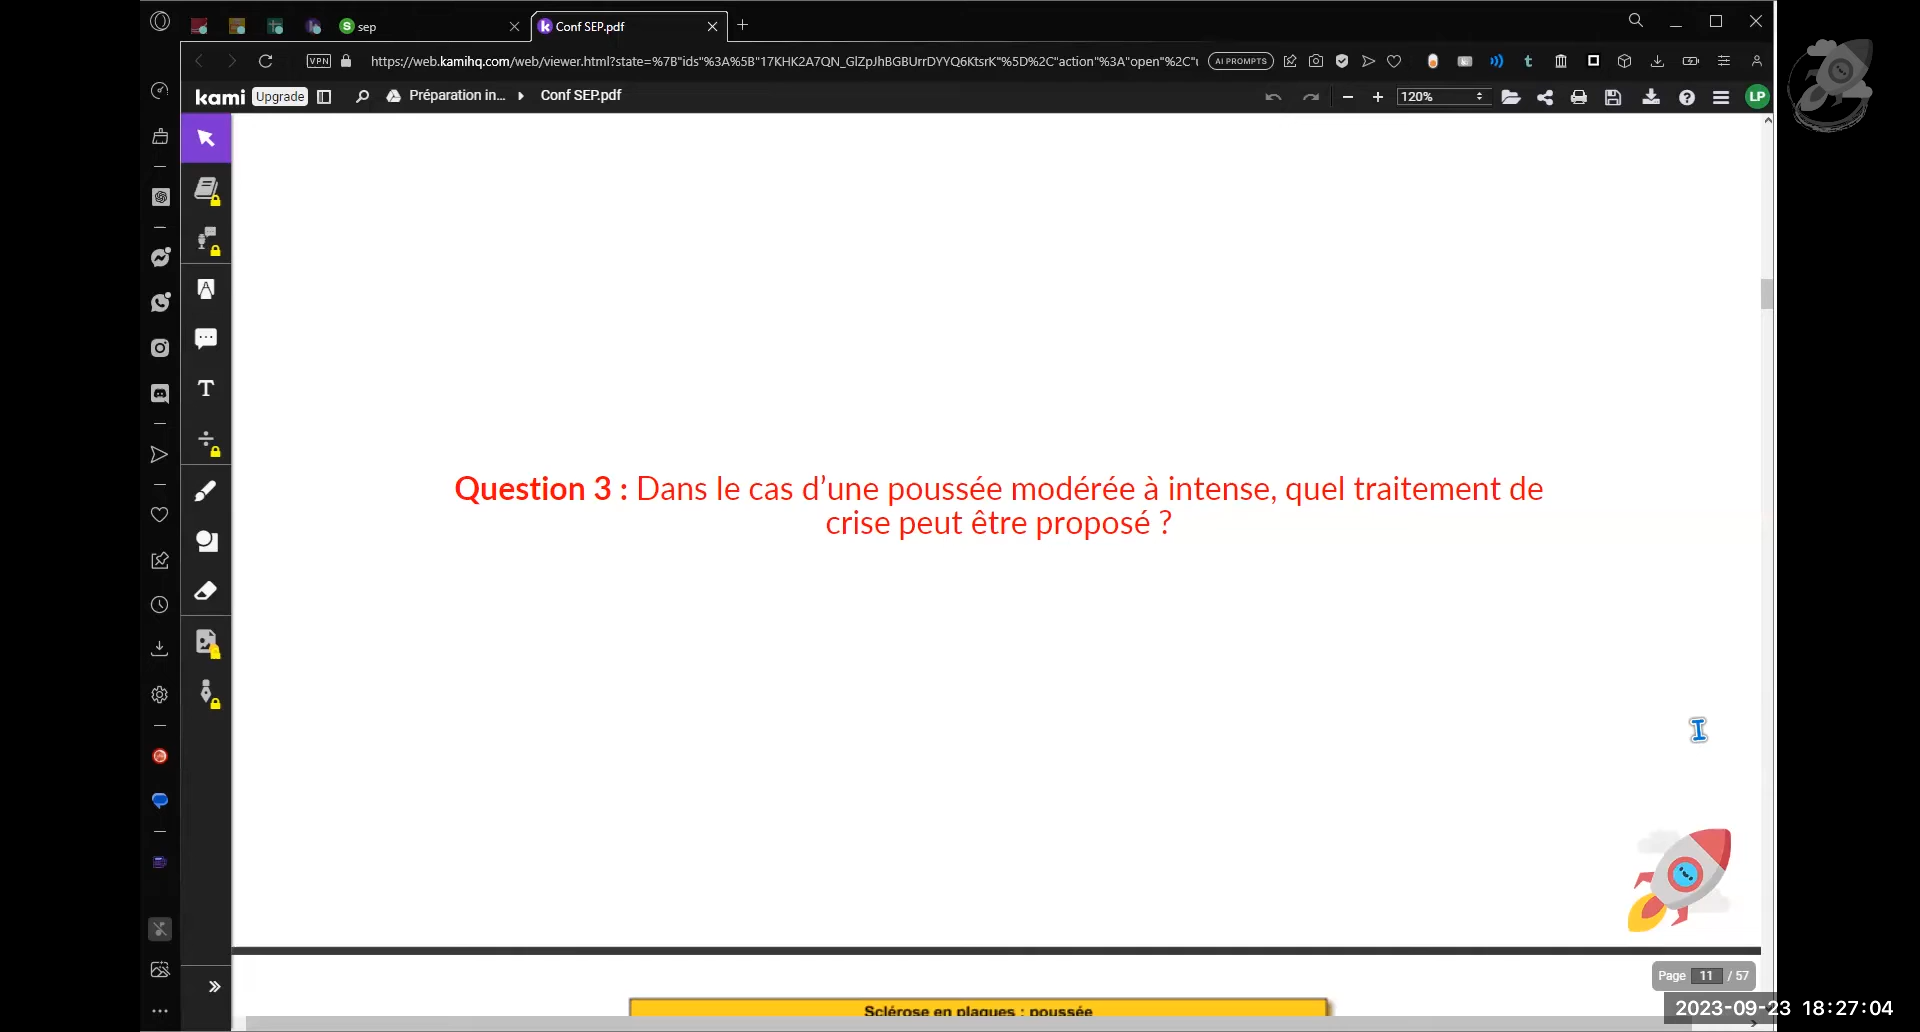 sep
Conf SEP.pdf
VPN
https://web.kamihq.com/web/viewer.html?state=%7B"ids"%3A%5B"17KHK2A7QN_GlZpJhBGBUrrDYYQ6KtsrK"%5D%2C"action"%3A"open"%2C"u
AI PROMPTS
kami
Upgrade
Préparation in...
Conf SEP.pdf
120%
LP
Question 3 : Dans le cas d'une poussée modérée à intense, quel traitement de
crise peut être proposé ?
Page 11 / 57
Sclérose en plaques : poussée
2023-09-23 18:27:04